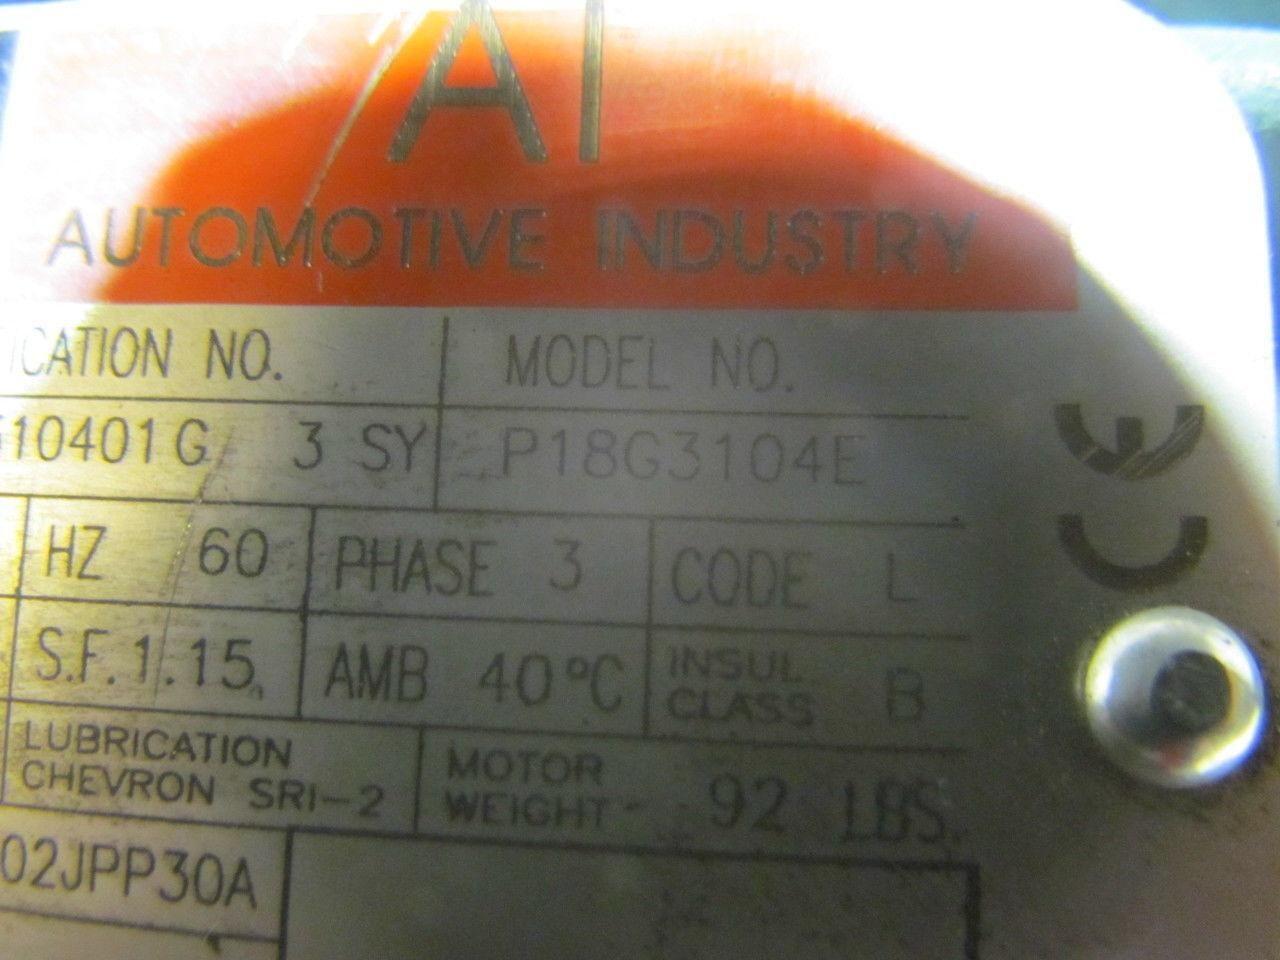 AI
AUTOMOTIVE INDUSTRY
ICATION NO. MODEL NO.
10401G 3 SY P18G3104E
HZ 60 PHASE 3 CODE L
S.F. 1.15 AMB 40°C INSUL CLASS B
LUBRICATION
CHEVRON SRI-2
MOTOR
WEIGHT 92 LBS.
02JPP30A
CE